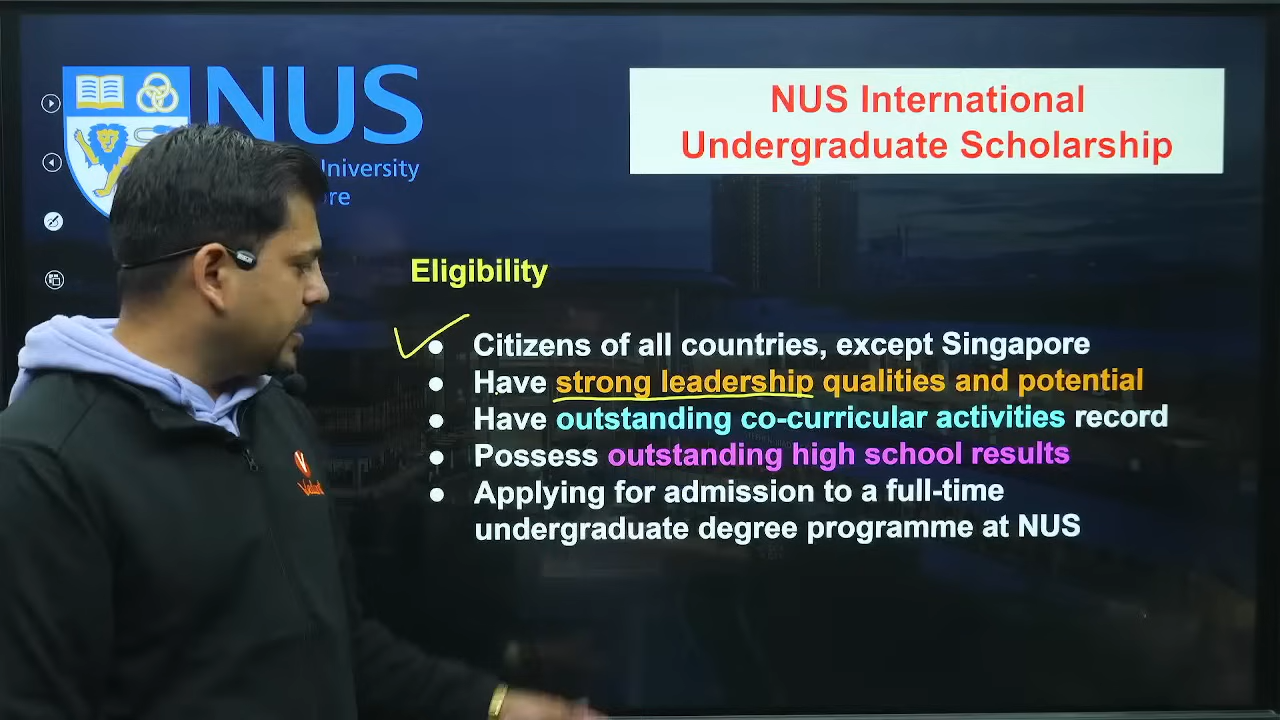 NUS
University
re
NUS International
Undergraduate Scholarship
Eligibility
● Citizens of all countries, except Singapore
● Have strong leadership qualities and potential
● Have outstanding co-curricular activities record
● Possess outstanding high school results
● Applying for admission to a full-time
undergraduate degree programme at NUS